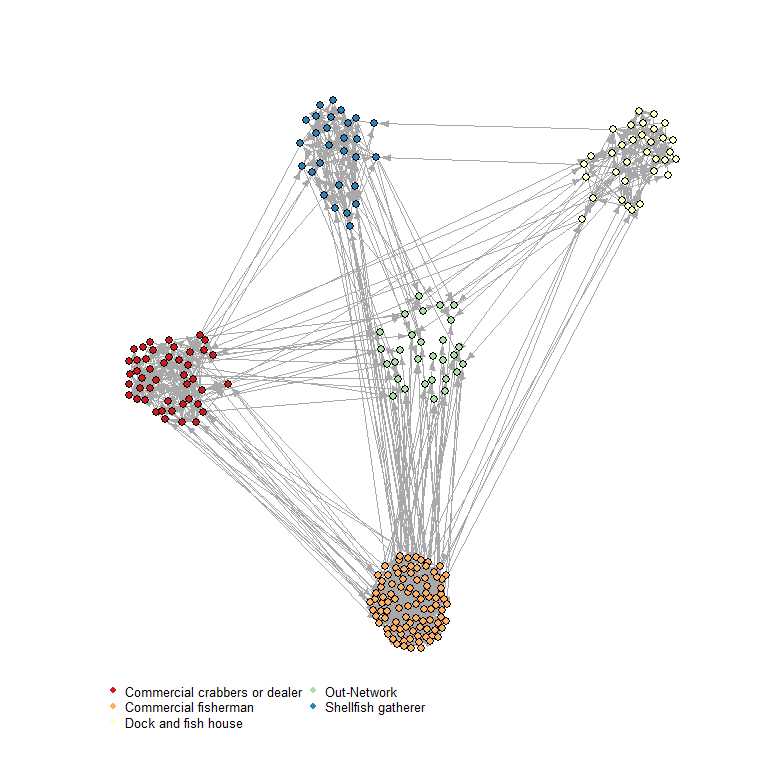 Commercial crabbers or dealer
Commercial fisherman
Dock and fish house
Out-Network
Shellfish gatherer